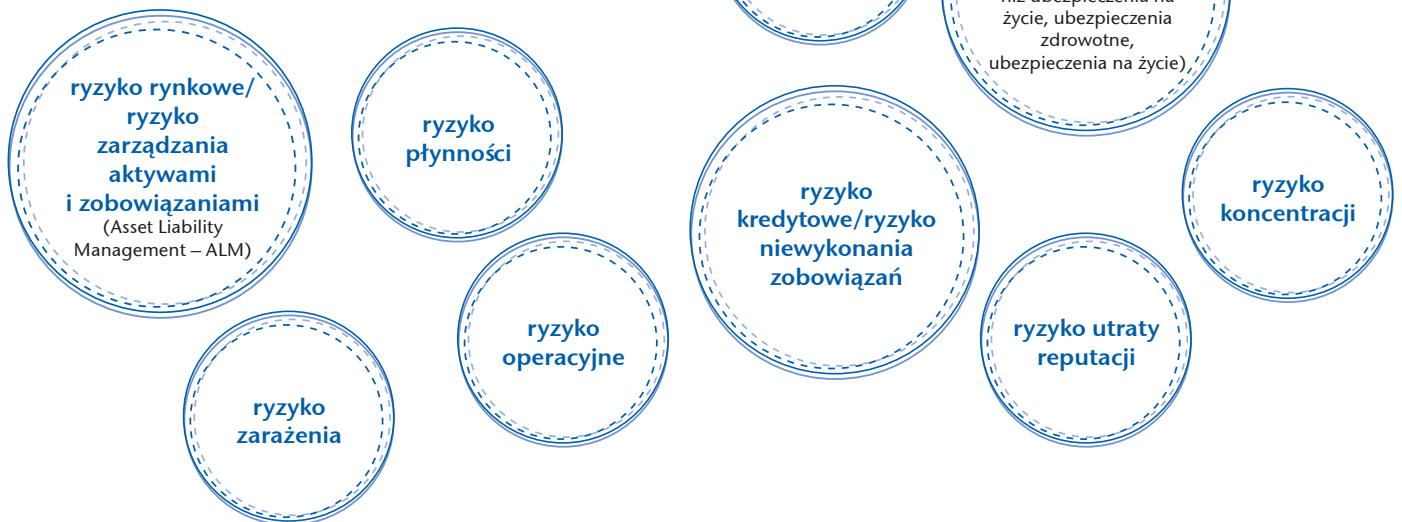 życie, ubezpieczenia
zdrowotne,
ubezpieczenia na życie)
ryzyko rynkowe/
ryzyko
zarządzania
aktywami
i zobowiązaniami
(Asset Liability
Management – ALM)
ryzyko
płynności
ryzyko
kredytowe/ryzyko
niewykonania
zobowiązań
ryzyko
koncentracji
ryzyko
operacyjne
ryzyko utraty
reputacji
ryzyko
zarażenia